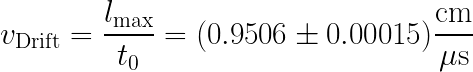 v_Drift = l_max / t_0 = (0.9506 ± 0.00015) cm / μs